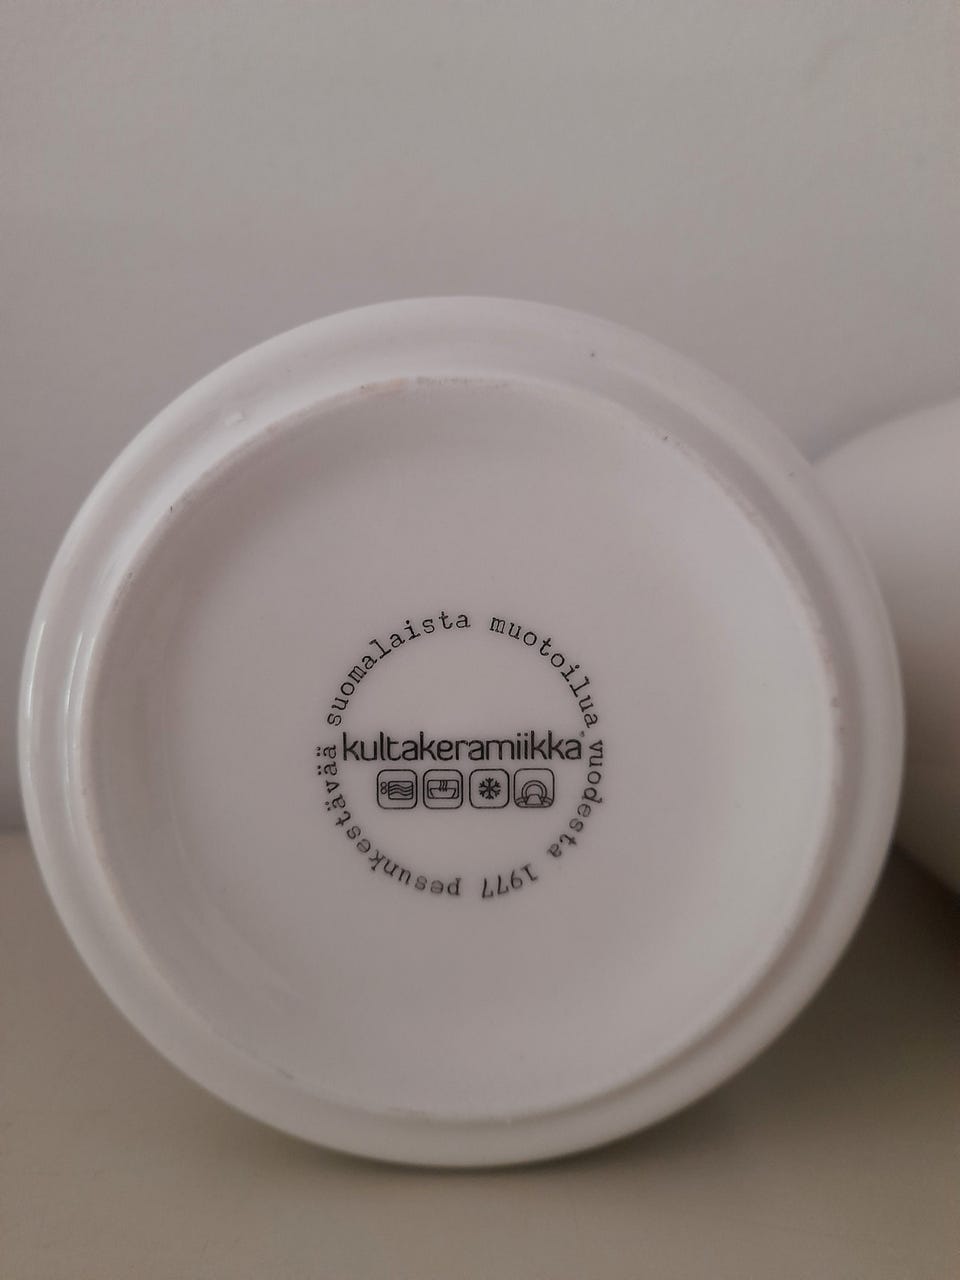 suomalaista muotoilua vuodesta 1977 pesunkestävää
kultakeramiikka®